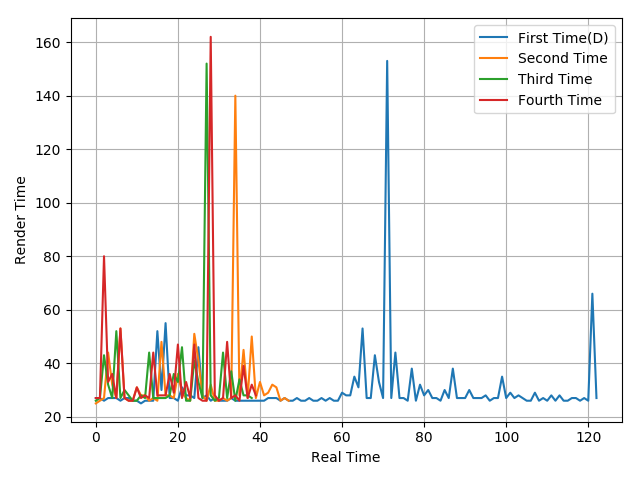 First Time(D)
Second Time
Third Time
Fourth Time
160
140
120
100
80
60
40
20
Render Time
0
20
40
60
80
100
120
Real Time